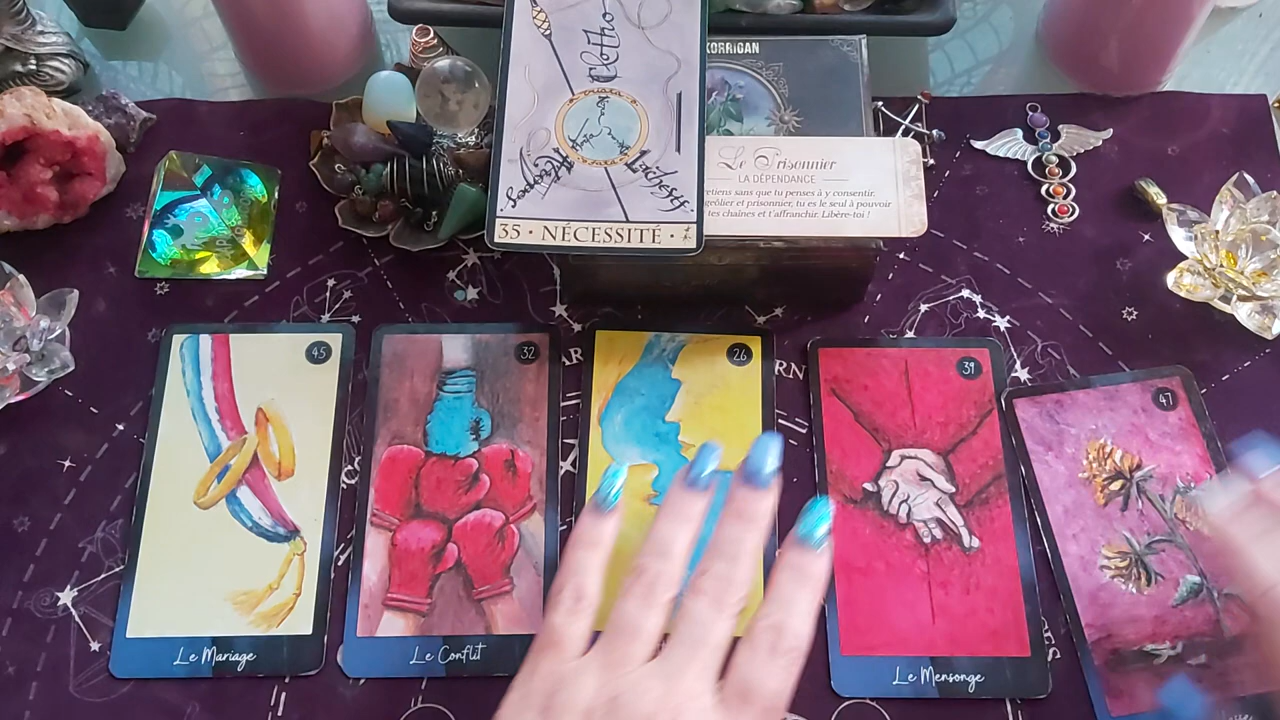 Clotho
Lachesis
35 • NÉCESSITÉ •
KORRIGAN
Le Prisonnier
LA DÉPENDANCE
retiens sans que tu penses à y consentir.
geôlier et prisonnier, tu es le seul à pouvoir
tes chaînes et t'affranchir. Libère-toi !
45
32
26
39
47
Le Mariage
Le Conflit
Le Mensonge